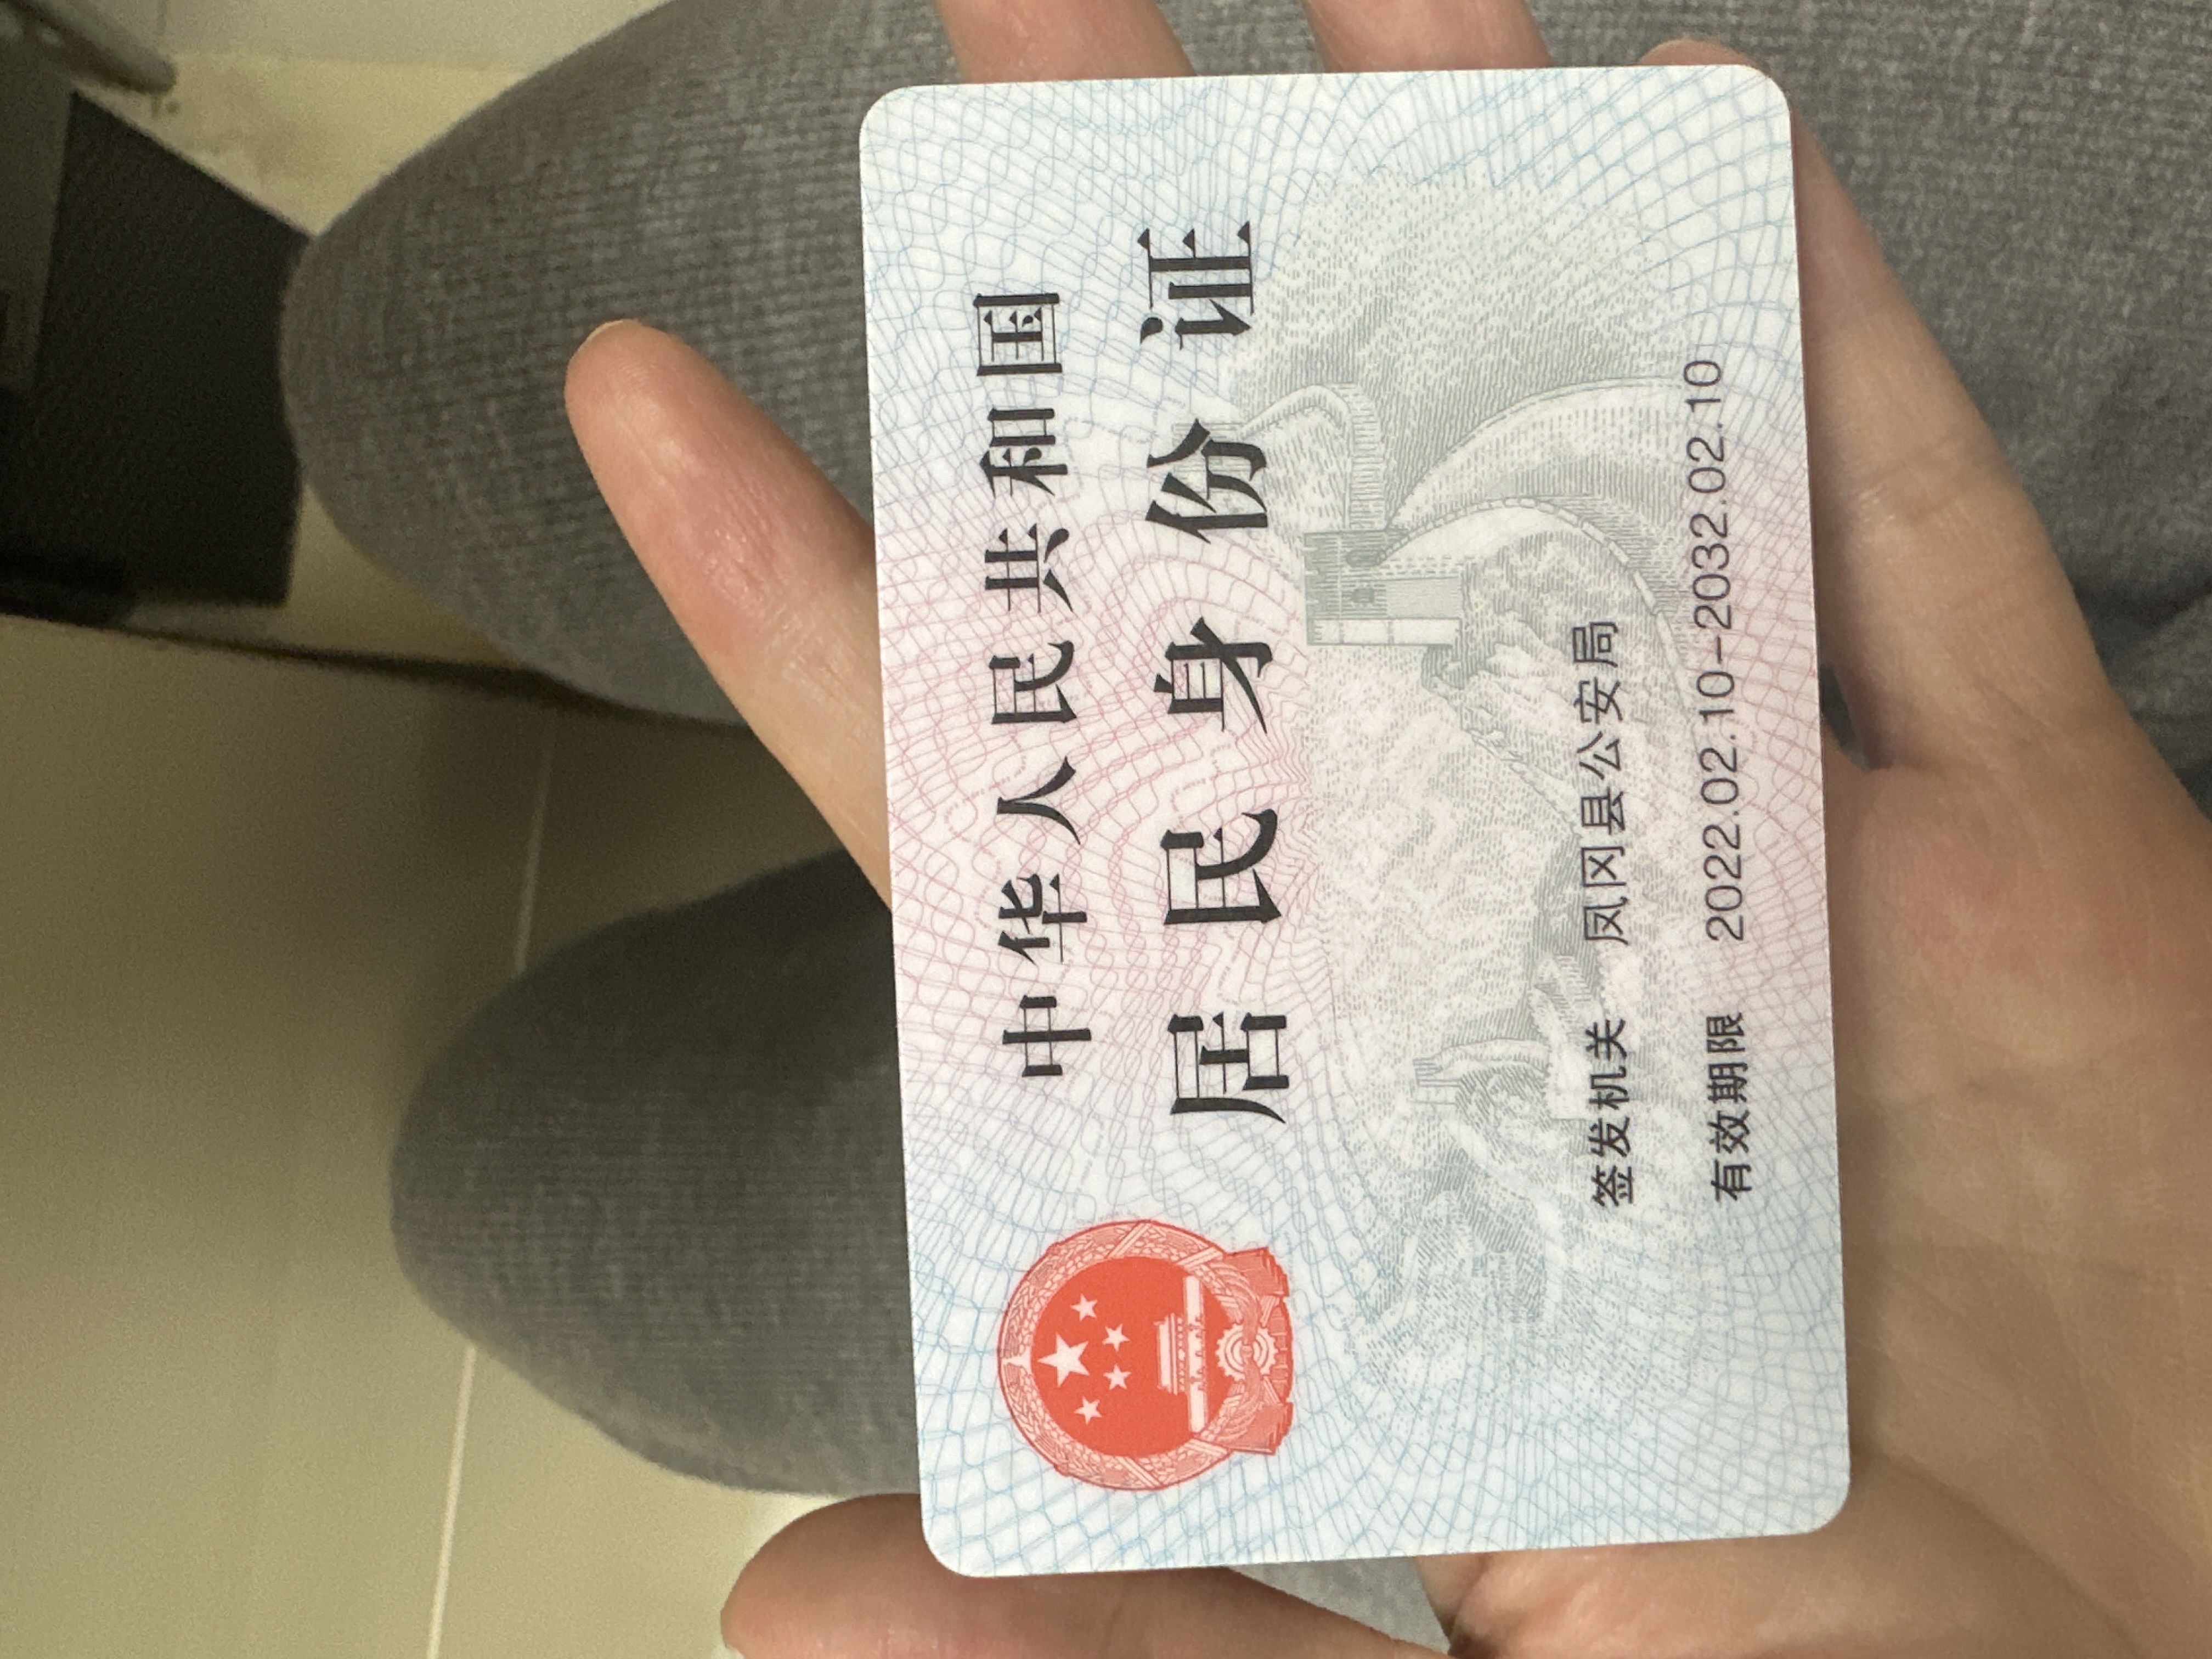 中华人民共和国
居民身份证
签发机关 凤冈县公安局
有效期限 2022.02.10-2032.02.10